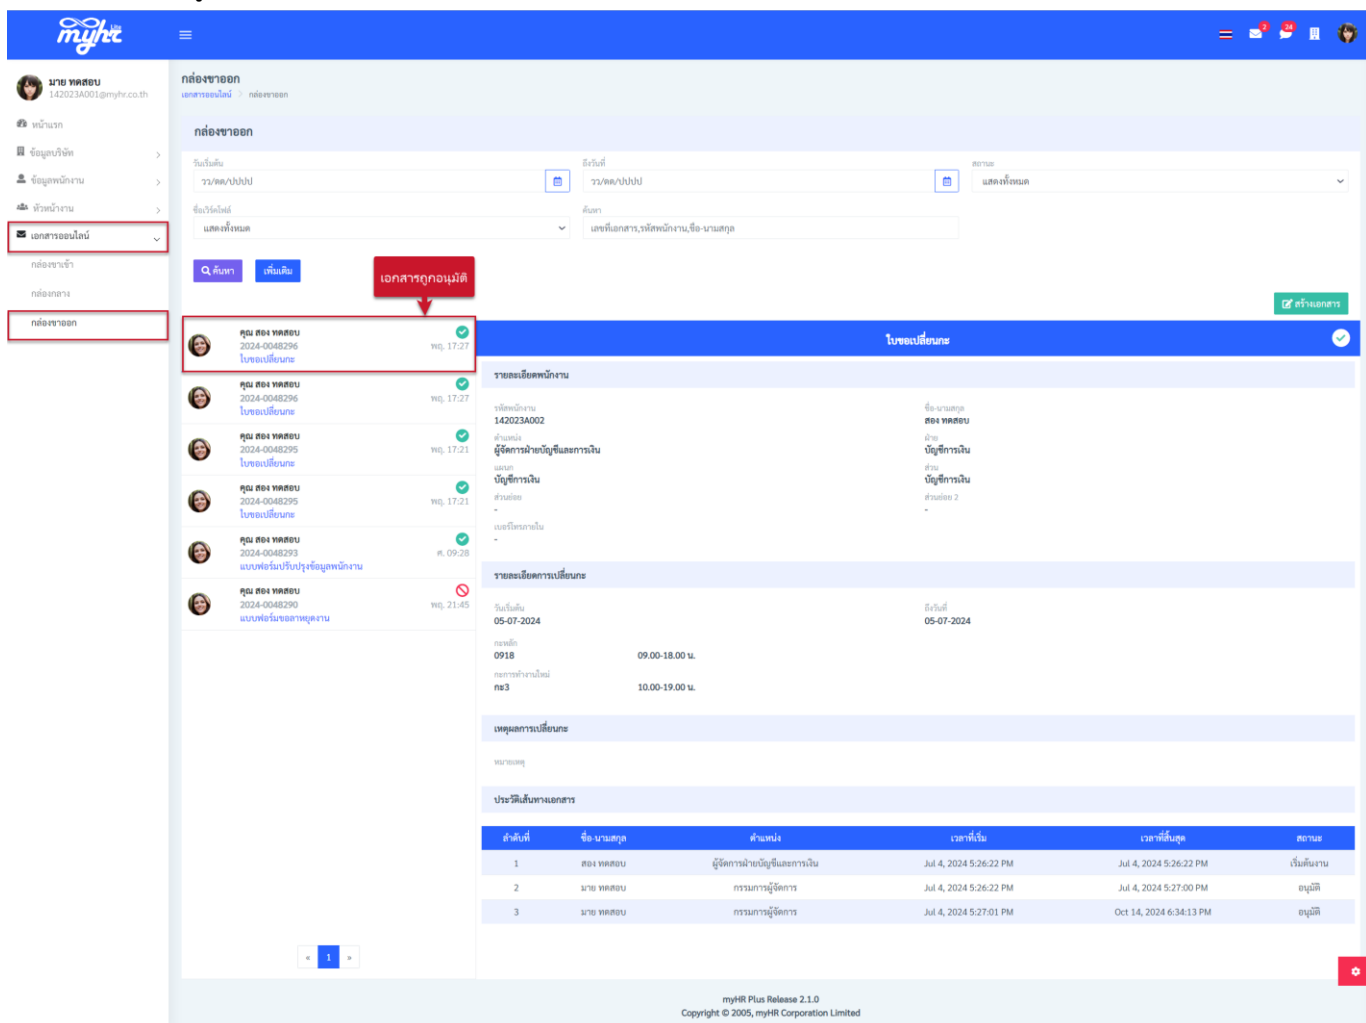 myhr Lite
2
24
มาย ทดสอบ
142023A001@myhr.co.th
หน้าแรก
ข้อมูลบริษัท
ข้อมูลพนักงาน
หัวหน้างาน
เอกสารออนไลน์
กล่องขาเข้า
กล่องกลาง
กล่องขาออก
กล่องขาออก
เอกสารออนไลน์ > กล่องขาออก
กล่องขาออก
วันเริ่มต้น
วว/ดด/ปปปป
ถึงวันที่
วว/ดด/ปปปป
สถานะ
แสดงทั้งหมด
ชื่อเวิร์คโฟล์
แสดงทั้งหมด
ค้นหา
เลขที่เอกสาร,รหัสพนักงาน,ชื่อ-นามสกุล
ค้นหา
เพิ่มเติม
เอกสารถูกอนุมัติ
สร้างเอกสาร
คุณ สอง ทดสอบ
2024-0048296 พฤ. 17:27
ใบขอเปลี่ยนกะ
คุณ สอง ทดสอบ
2024-0048296 พฤ. 17:27
ใบขอเปลี่ยนกะ
คุณ สอง ทดสอบ
2024-0048295 พฤ. 17:21
ใบขอเปลี่ยนกะ
คุณ สอง ทดสอบ
2024-0048295 พฤ. 17:21
ใบขอเปลี่ยนกะ
คุณ สอง ทดสอบ
2024-0048293 ศ. 09:28
แบบฟอร์มปรับปรุงข้อมูลพนักงาน
คุณ สอง ทดสอบ
2024-0048290 พฤ. 21:45
แบบฟอร์มขอลาหยุดงาน
« 1 »
ใบขอเปลี่ยนกะ
รายละเอียดพนักงาน
รหัสพนักงาน ชื่อ-นามสกุล
142023A002 สอง ทดสอบ
ตำแหน่ง ฝ่าย
ผู้จัดการฝ่ายบัญชีและการเงิน บัญชีการเงิน
แผนก ส่วน
บัญชีการเงิน บัญชีการเงิน
ส่วนย่อย ส่วนย่อย 2
- -
เบอร์โทรภายใน
-
รายละเอียดการเปลี่ยนกะ
วันเริ่มต้น ถึงวันที่
05-07-2024 05-07-2024
กะหลัก
0918 09.00-18.00 น.
กะการทำงานใหม่
กะ3 10.00-19.00 น.
เหตุผลการเปลี่ยนกะ
หมายเหตุ
ประวัติเส้นทางเอกสาร
ลำดับที่ ชื่อ-นามสกุล ตำแหน่ง เวลาที่เริ่ม เวลาที่สิ้นสุด สถานะ
1 สอง ทดสอบ ผู้จัดการฝ่ายบัญชีและการเงิน Jul 4, 2024 5:26:22 PM Jul 4, 2024 5:26:22 PM เริ่มต้นงาน
2 มาย ทดสอบ กรรมการผู้จัดการ Jul 4, 2024 5:26:22 PM Jul 4, 2024 5:27:00 PM อนุมัติ
3 มาย ทดสอบ กรรมการผู้จัดการ Jul 4, 2024 5:27:01 PM Oct 14, 2024 6:34:13 PM อนุมัติ
myHR Plus Release 2.1.0
Copyright © 2005, myHR Corporation Limited